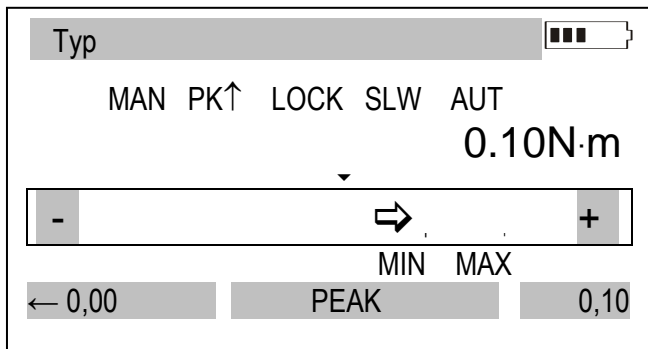 Typ
MAN PK↑ LOCK SLW AUT
0.10N·m
- +
MIN MAX
← 0,00 PEAK 0,10